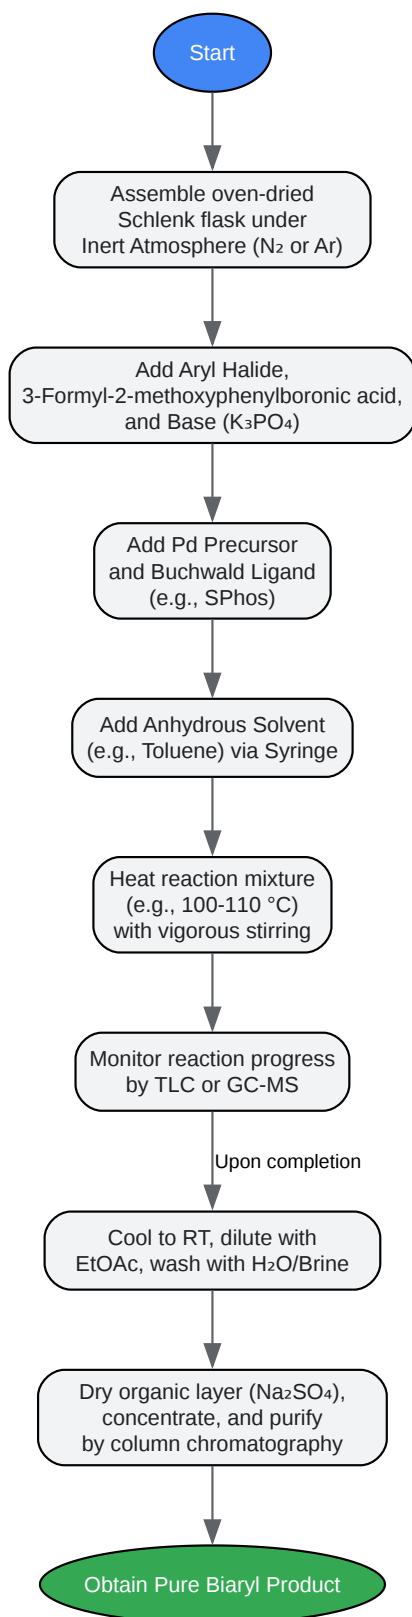 Start
Assemble oven-dried
Schlenk flask under
Inert Atmosphere (N₂ or Ar)
Add Aryl Halide,
3-Formyl-2-methoxyphenylboronic acid,
and Base (K₃PO₄)
Add Pd Precursor
and Buchwald Ligand
(e.g., SPhos)
Add Anhydrous Solvent
(e.g., Toluene) via Syringe
Heat reaction mixture
(e.g., 100-110 °C)
with vigorous stirring
Monitor reaction progress
by TLC or GC-MS
Upon completion
Cool to RT, dilute with
EtOAc, wash with H₂O/Brine
Dry organic layer (Na₂SO₄),
concentrate, and purify
by column chromatography
Obtain Pure Biaryl Product